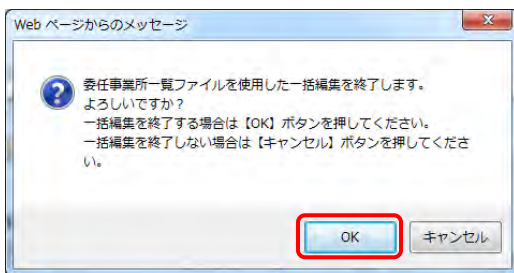 Web ページからのメッセージ
委任事業所一覧ファイルを使用した一括編集を終了します。
よろしいですか？
一括編集を終了する場合は【OK】ボタンを押してください。
一括編集を終了しない場合は【キャンセル】ボタンを押してくださ
い。
OK
キャンセル